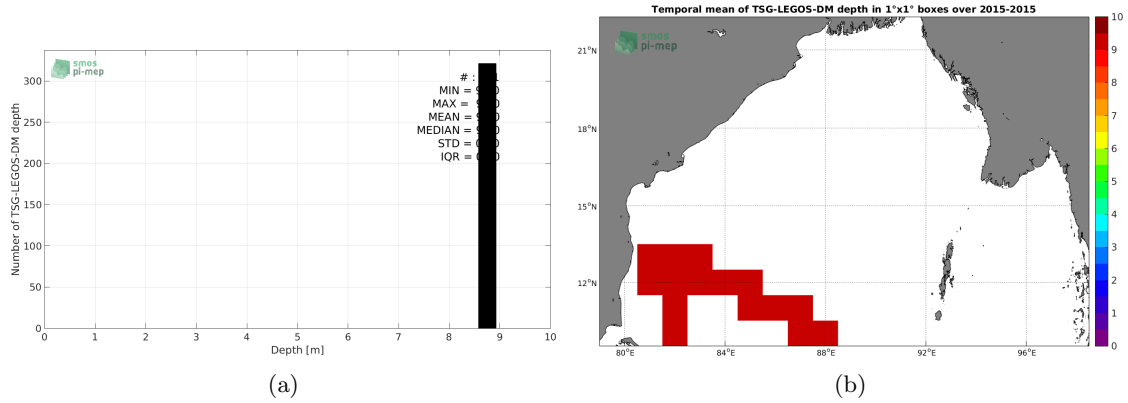 smos
pi-mep
# :
MIN =
MAX =
MEAN =
MEDIAN =
STD =
IQR =
Number of TSG-LEGOS-DM depth
300
250
200
150
100
50
0
0 1 2 3 4 5 6 7 8 9 10
Depth [m]
(a)
Temporal mean of TSG-LEGOS-DM depth in 1°x1° boxes over 2015-2015
smos
pi-mep
21°N
18°N
15°N
12°N
80°E 84°E 88°E 92°E 96°E
10
9
8
7
6
5
4
3
2
1
0
(b)